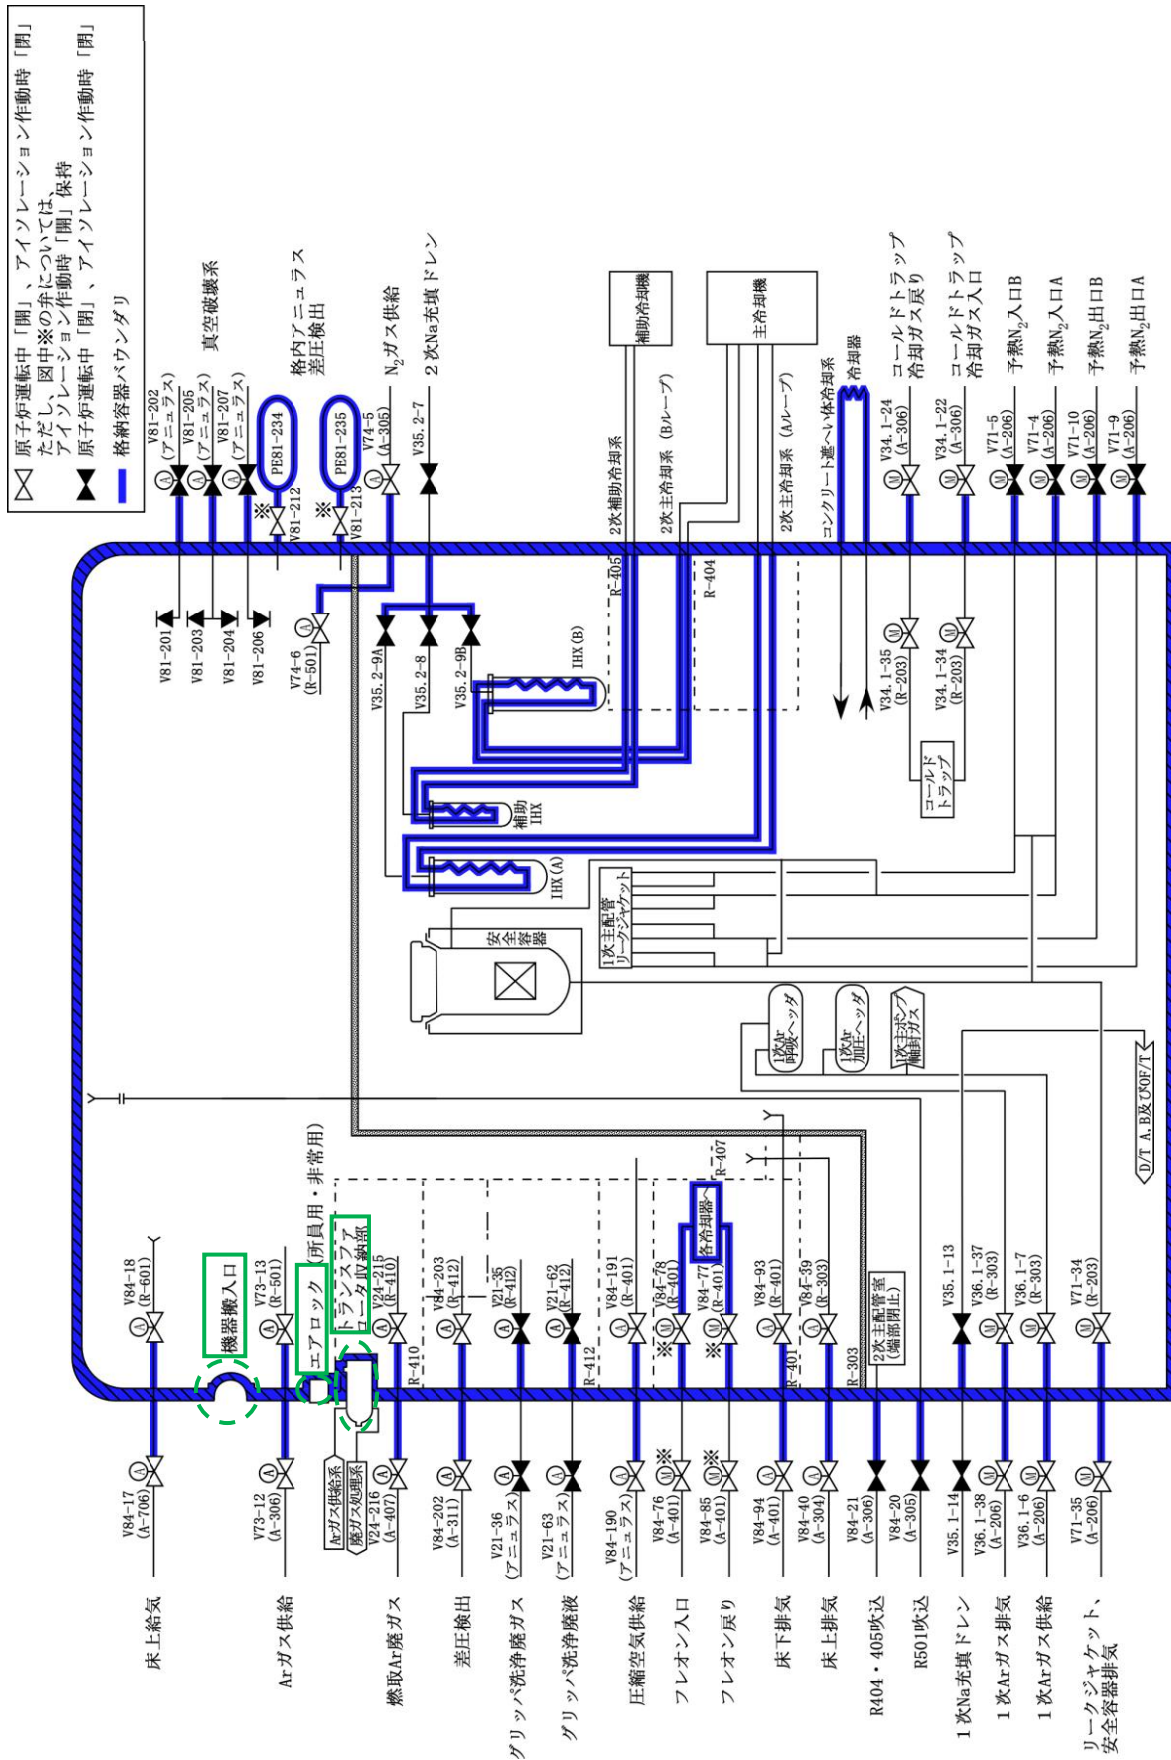 原子炉運転中「開」、アイソレーション作動時「閉」
ただし、図中※の弁については、
アイソレーション作動時「開」保持
原子炉運転中「閉」、アイソレーション作動時「閉」
格納容器バウンダリ
V81-202
(アニュラス)
V81-205
(アニュラス)
V81-207
(アニュラス)
真空破壊系
PE81-234
※
V81-212
PE81-235
※
V81-213
格内アニュラス
差圧検出
V74-5
(A-305)
N₂ガス供給
V35.2-7
2次Na充填ドレン
補助冷却機
2次補助冷却系
主冷却機
2次主冷却系(Bループ)
2次主冷却系(Aループ)
コンクリート遮へい体冷却系
冷却器
V34.1-24
(A-306)
コールドトラップ
冷却ガス戻り
V34.1-22
(A-306)
コールドトラップ
冷却ガス入口
V71-5
(A-206)
予熱N₂入口B
V71-4
(A-206)
予熱N₂入口A
V71-10
(A-206)
予熱N₂出口B
V71-9
(A-206)
予熱N₂出口A
V81-201
V81-203
V81-204
V81-206
V74-6
(R-501)
V35.2-9A
V35.2-8
V35.2-9B
IHX(B)
補助
IHX
IHX(A)
R-405
R-404
V34.1-35
(R-203)
V34.1-34
(R-203)
コールド
トラップ
安全
容器
1次主配管
リークジャケット
1次Ar
呼吸ヘッダ
1次Ar
加圧ヘッダ
1次主ポンプ
軸封ガス
D/T A,B及びOF/T
V84-18
(R-601)
機器搬入口
V73-13
(R-501)
エアロック
(所員用・非常用)
トランスファ
ロータ収納部
V24-215
(R-410)
R-410
V84-203
(R-412)
V21-35
(R-412)
V21-62
(R-412)
R-412
V84-191
(R-401)
V84-78
(R-401)
※
各冷却器へ
R-407
V84-77
(R-401)
※
V84-93
(R-401)
R-401
V84-39
(R-303)
R-303
2次主配管室
(端部閉止)
V35.1-13
V36.1-37
(R-303)
V36.1-7
(R-303)
V71-34
(R-203)
V84-17
(A-706)
床上給気
V73-12
(A-306)
Arガス供給
Arガス供給系
廃ガス処理系
V24-216
(A-407)
燃取Ar廃ガス
V84-202
(A-311)
差圧検出
V21-36
(アニュラス)
グリッパ洗浄廃ガス
V21-63
(アニュラス)
グリッパ洗浄廃液
V84-190
(アニュラス)
圧縮空気供給
※
V84-76
(A-401)
フレオン入口
※
V84-85
(A-401)
フレオン戻り
V84-94
(A-401)
床下排気
V84-40
(A-304)
床上排気
V84-21
(A-306)
R404・405吹込
V84-20
(A-305)
R501吹込
V35.1-14
1次Na充填ドレン
V36.1-38
(A-206)
1次Arガス排気
V36.1-6
(A-206)
1次Arガス供給
V71-35
(A-206)
リークジャケット、
安全容器排気